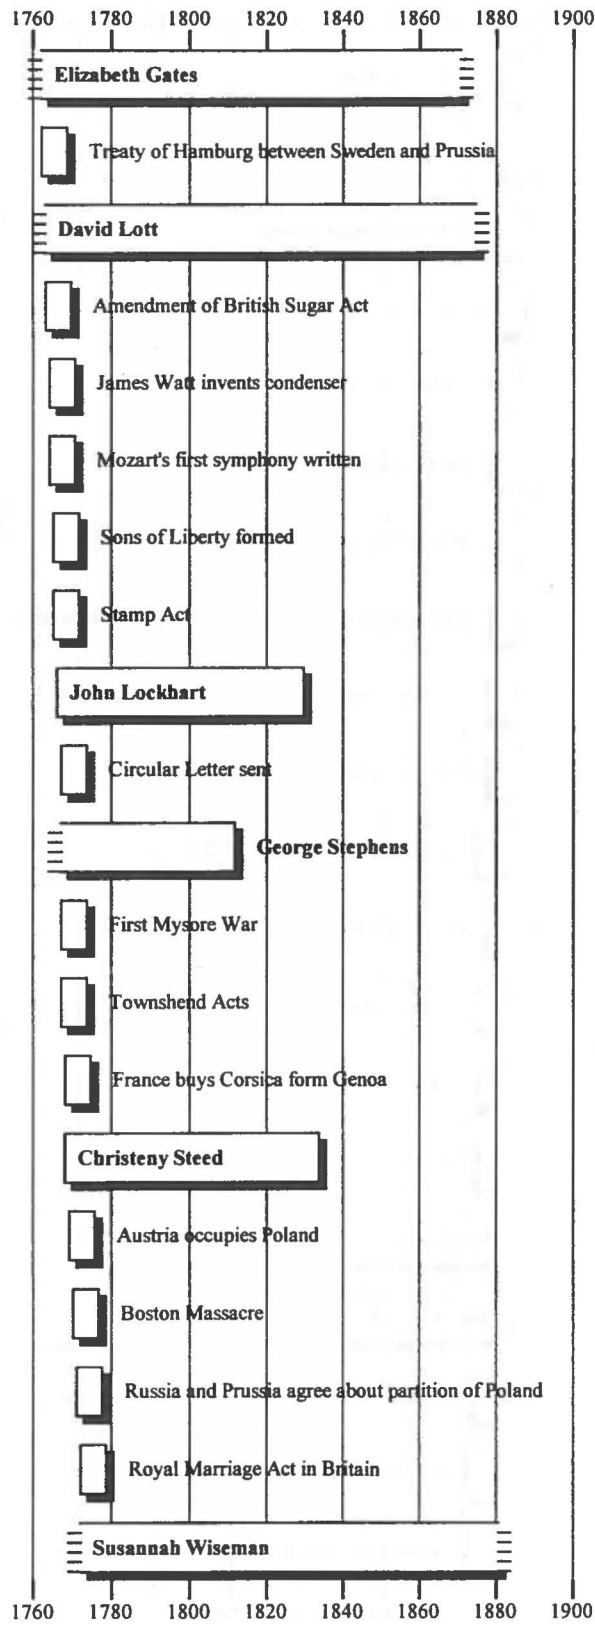 1760 1780 1800 1820 1840 1860 1880 1900
Elizabeth Gates
Treaty of Hamburg between Sweden and Prussia
David Lott
Amendment of British Sugar Act
James Watt invents condenser
Mozart's first symphony written
Sons of Liberty formed
Stamp Act
John Lockhart
Circular Letter sent
George Stephens
First Mysore War
Townshend Acts
France buys Corsica form Genoa
Christeny Steed
Austria occupies Poland
Boston Massacre
Russia and Prussia agree about partition of Poland
Royal Marriage Act in Britain
Susannah Wiseman
1760 1780 1800 1820 1840 1860 1880 1900